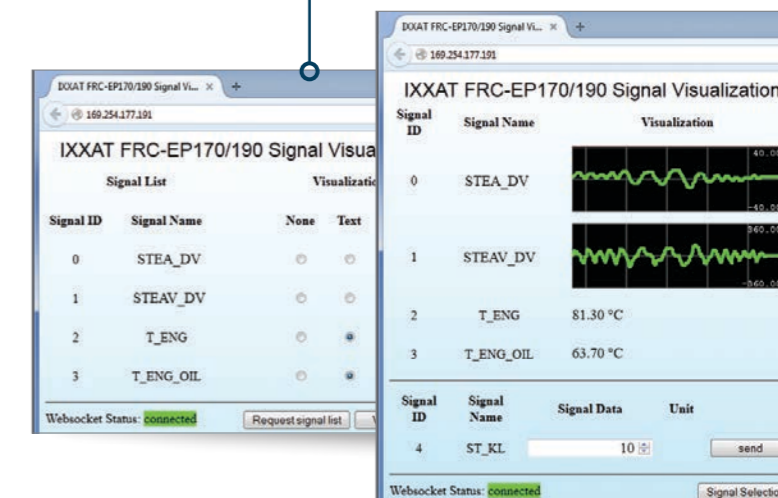 IXXAT FRC-EP170/190 Signal Vi... × +
169.254.177.191
IXXAT FRC-EP170/190 Signal Visua
Signal List Visualizatio
Signal ID Signal Name None Text
0 STEA_DV
1 STEAV_DV
2 T_ENG
3 T_ENG_OIL
Websocket Status: connected Request signal list V
IXXAT FRC-EP170/190 Signal Vi... × +
169.254.177.191
IXXAT FRC-EP170/190 Signal Visualization
Signal ID Signal Name Visualization
0 STEA_DV 40.00 -40.00
1 STEAV_DV 360.00 -360.00
2 T_ENG 81.30 °C
3 T_ENG_OIL 63.70 °C
Signal ID Signal Name Signal Data Unit
4 ST_KL 10 send
Websocket Status: connected Signal Selection